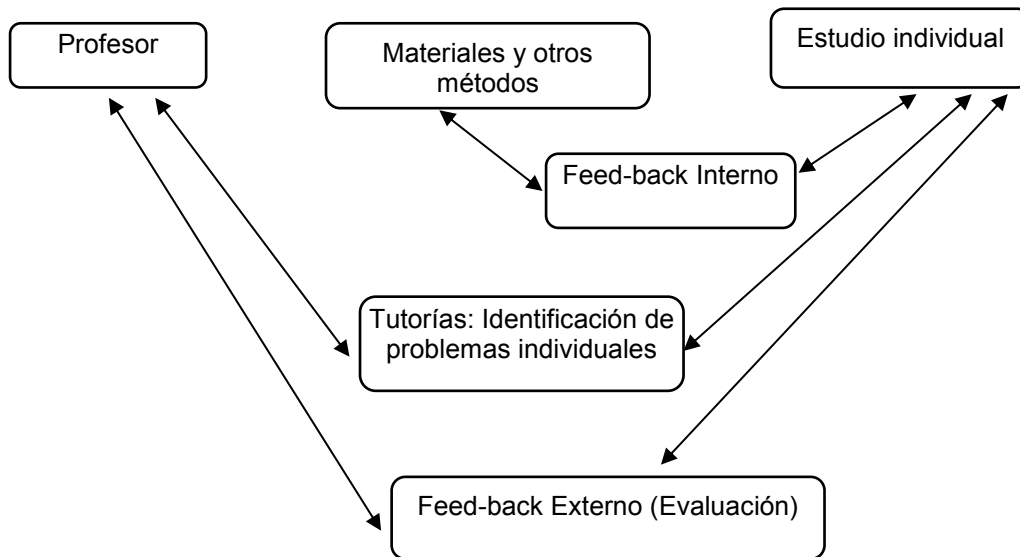 Profesor
Materiales y otros
métodos
Estudio individual
Feed-back Interno
Tutorías: Identificación de
problemas individuales
Feed-back Externo (Evaluación)